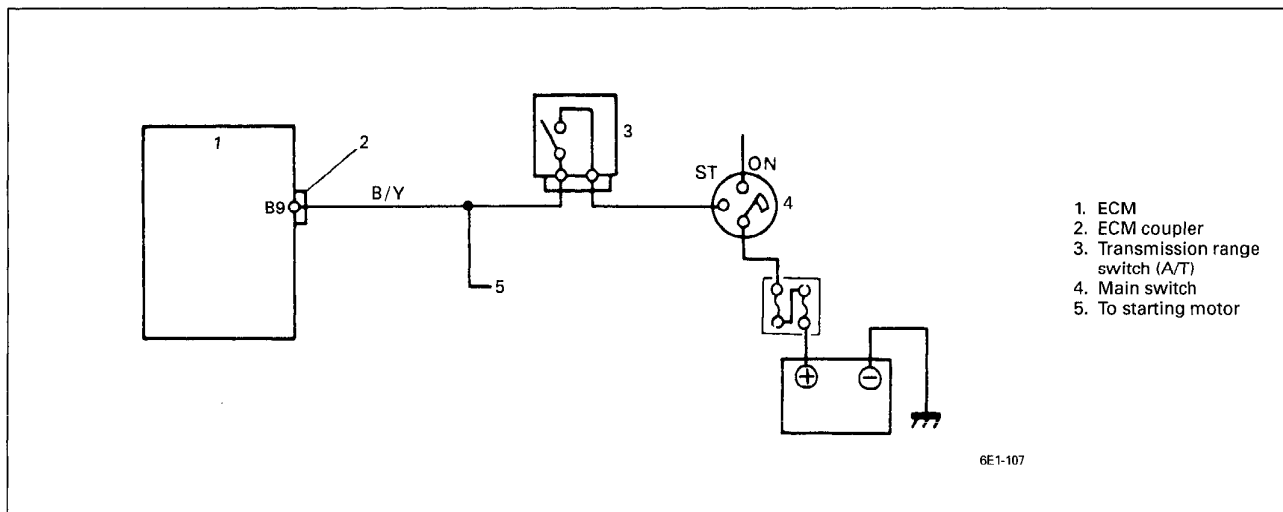 1
2
3
B9
B/Y
5
ST
ON
4
+
−
1. ECM
2. ECM coupler
3. Transmission range
switch (A/T)
4. Main switch
5. To starting motor
6E1-107